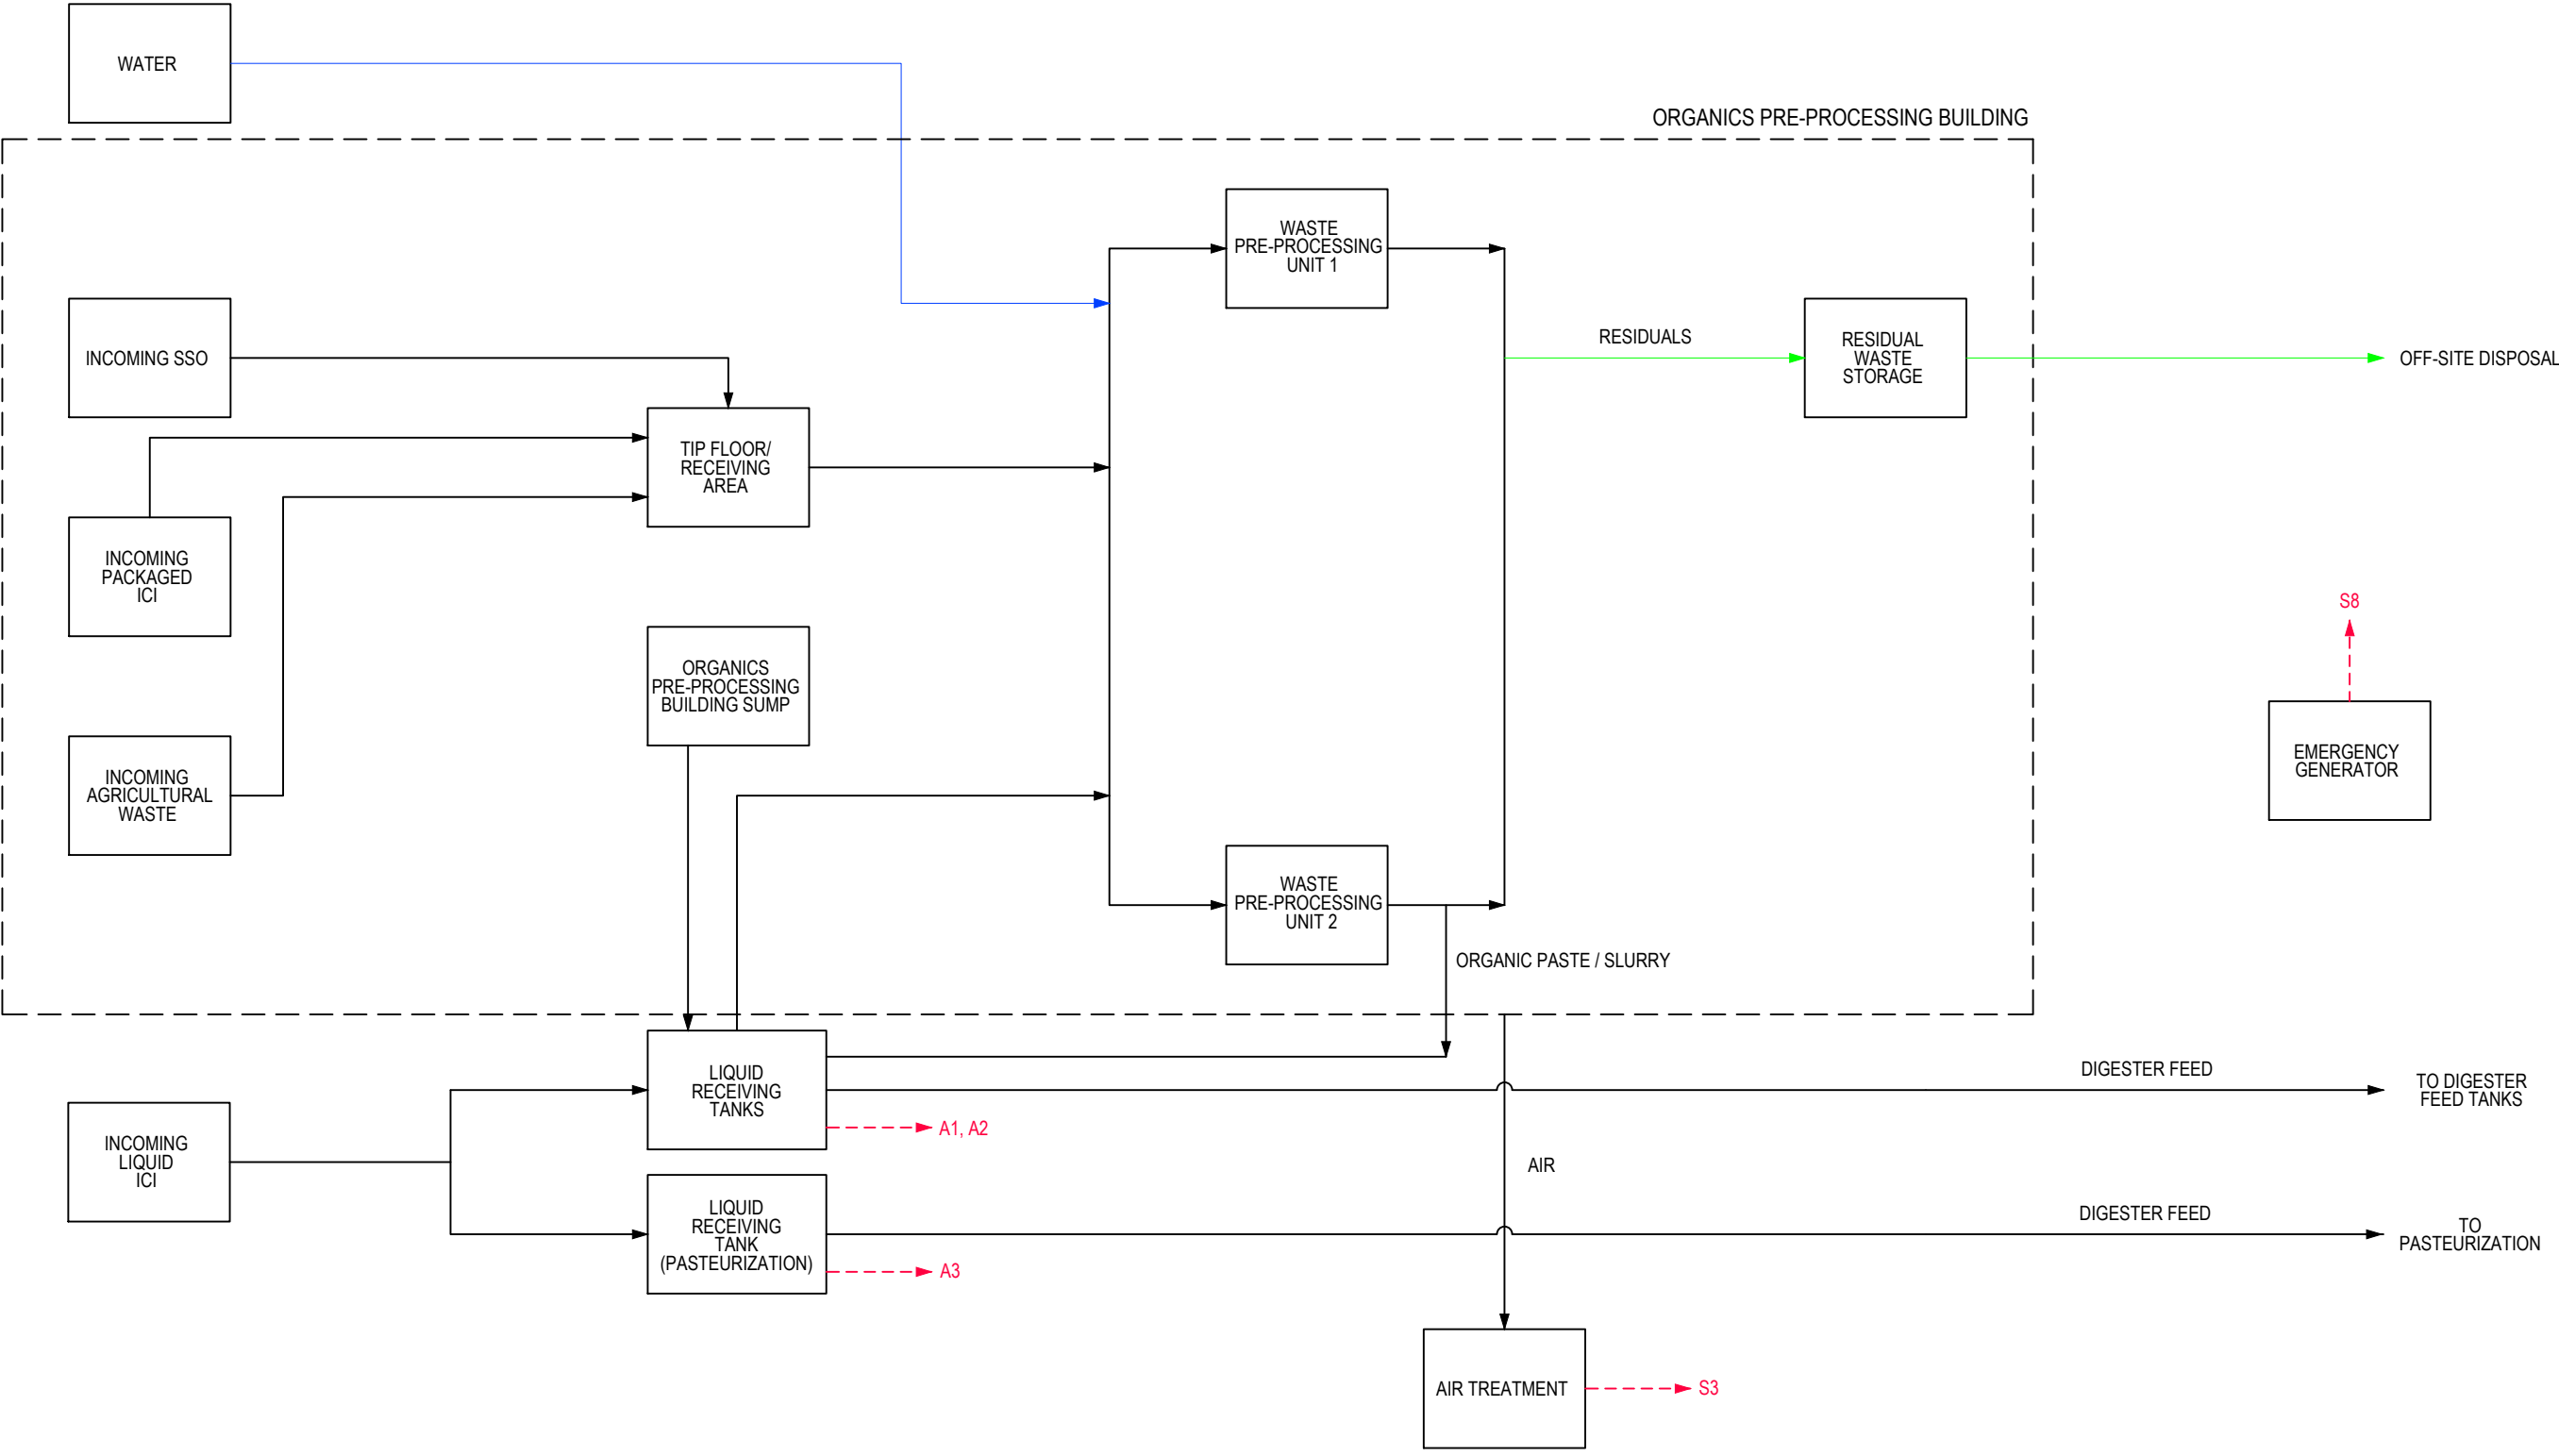 WATER
ORGANICS PRE-PROCESSING BUILDING
WASTE
PRE-PROCESSING
UNIT 1
INCOMING SSO
RESIDUALS
RESIDUAL
WASTE
STORAGE
OFF-SITE DISPOSAL
TIP FLOOR/
RECEIVING
AREA
INCOMING
PACKAGED
ICI
S8
ORGANICS
PRE-PROCESSING
BUILDING SUMP
EMERGENCY
GENERATOR
INCOMING
AGRICULTURAL
WASTE
WASTE
PRE-PROCESSING
UNIT 2
ORGANIC PASTE / SLURRY
LIQUID
RECEIVING
TANKS
DIGESTER FEED
TO DIGESTER
FEED TANKS
A1, A2
INCOMING
LIQUID
ICI
AIR
LIQUID
RECEIVING
TANK
(PASTEURIZATION)
DIGESTER FEED
TO
PASTEURIZATION
A3
AIR TREATMENT
S3